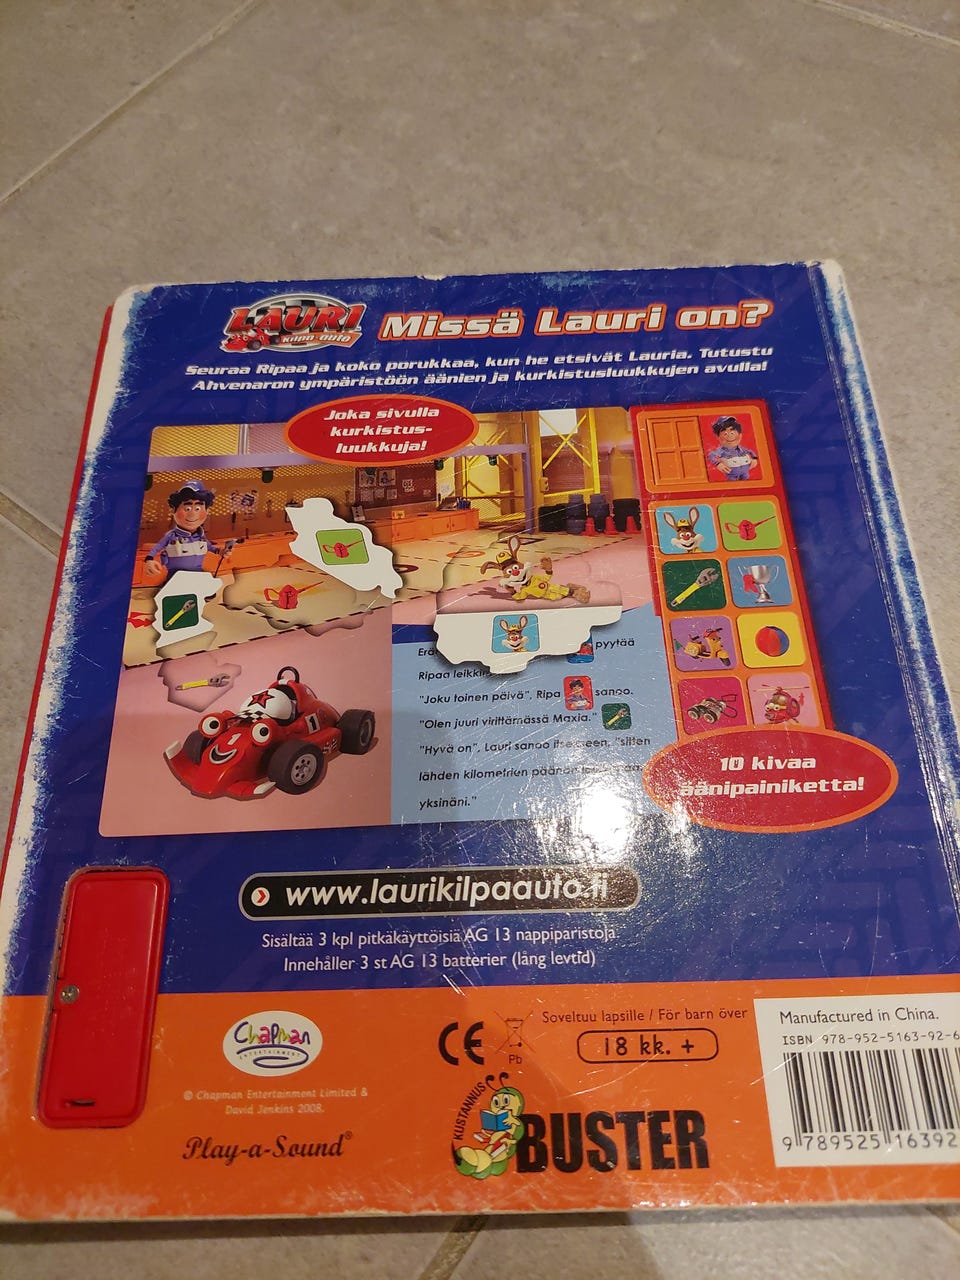 LAURI
kilpa-auto
Missä Lauri on?
Seuraa Ripaa ja koko porukkaa, kun he etsivät Lauria. Tutustu
Ahvenaron ympäristöön äänien ja kurkistusluukkujen avulla!
Joka sivulla
kurkistus-
luukkuja!
pyytää
Ripaa
"Joku toinen päivä", Ripa sanoo.
"Olen juuri virittämässä Maxia."
"Hyvä on", Lauri sanoo itsekseen, "sitten
lähden kilometrien päähän
yksinäni."
10 kivaa
äänipainiketta!
www.laurikilpaauto.fi
Sisältää 3 kpl pitkäkäyttöisiä AG 13 nappiparistoja
Innehåller 3 st AG 13 batterier (lång levtid)
Chapman
ENTERTAINMENT
© Chapman Entertainment Limited &
David Jenkins 2008.
Play-a-Sound®
CE
Pb
Soveltuu lapsille / För barn över
18 kk. +
KUSTANNUS
BUSTER
Manufactured in China.
ISBN 978-952-5163-92-6
9 789525 16392